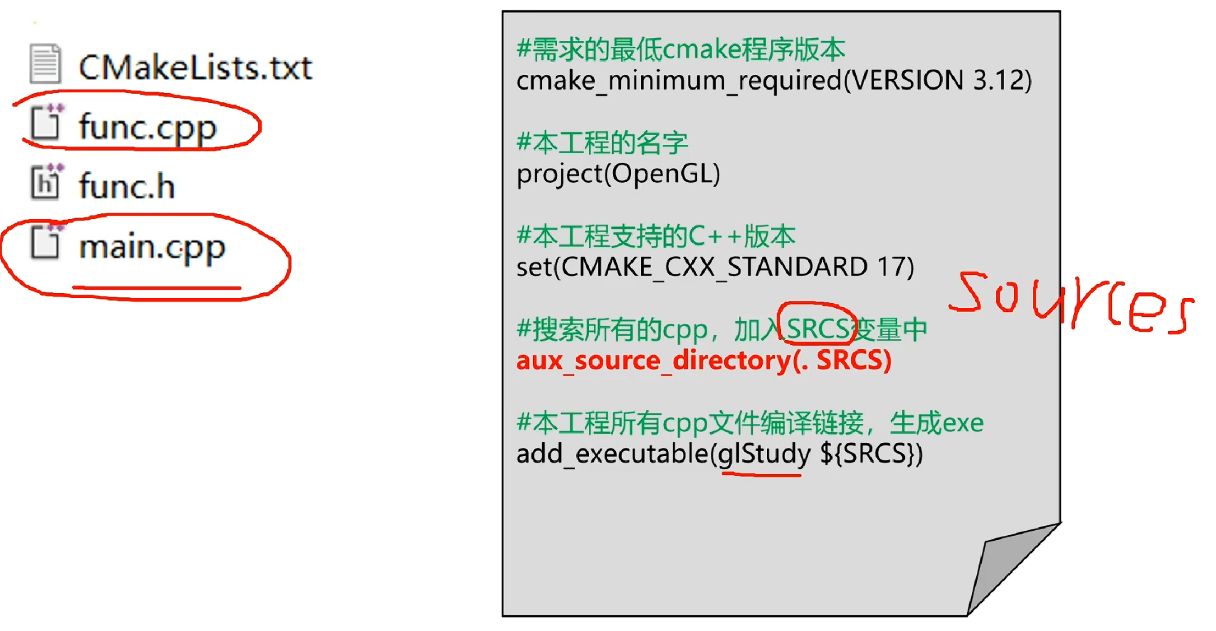 CMakeLists.txt
func.cpp
func.h
main.cpp
#需求的最低cmake程序版本
cmake_minimum_required(VERSION 3.12)
#本工程的名字
project(OpenGL)
#本工程支持的C++版本
set(CMAKE_CXX_STANDARD 17)
sources
#搜索所有的cpp，加入SRCS变量中
aux_source_directory(. SRCS)
#本工程所有cpp文件编译链接，生成exe
add_executable(glStudy ${SRCS})